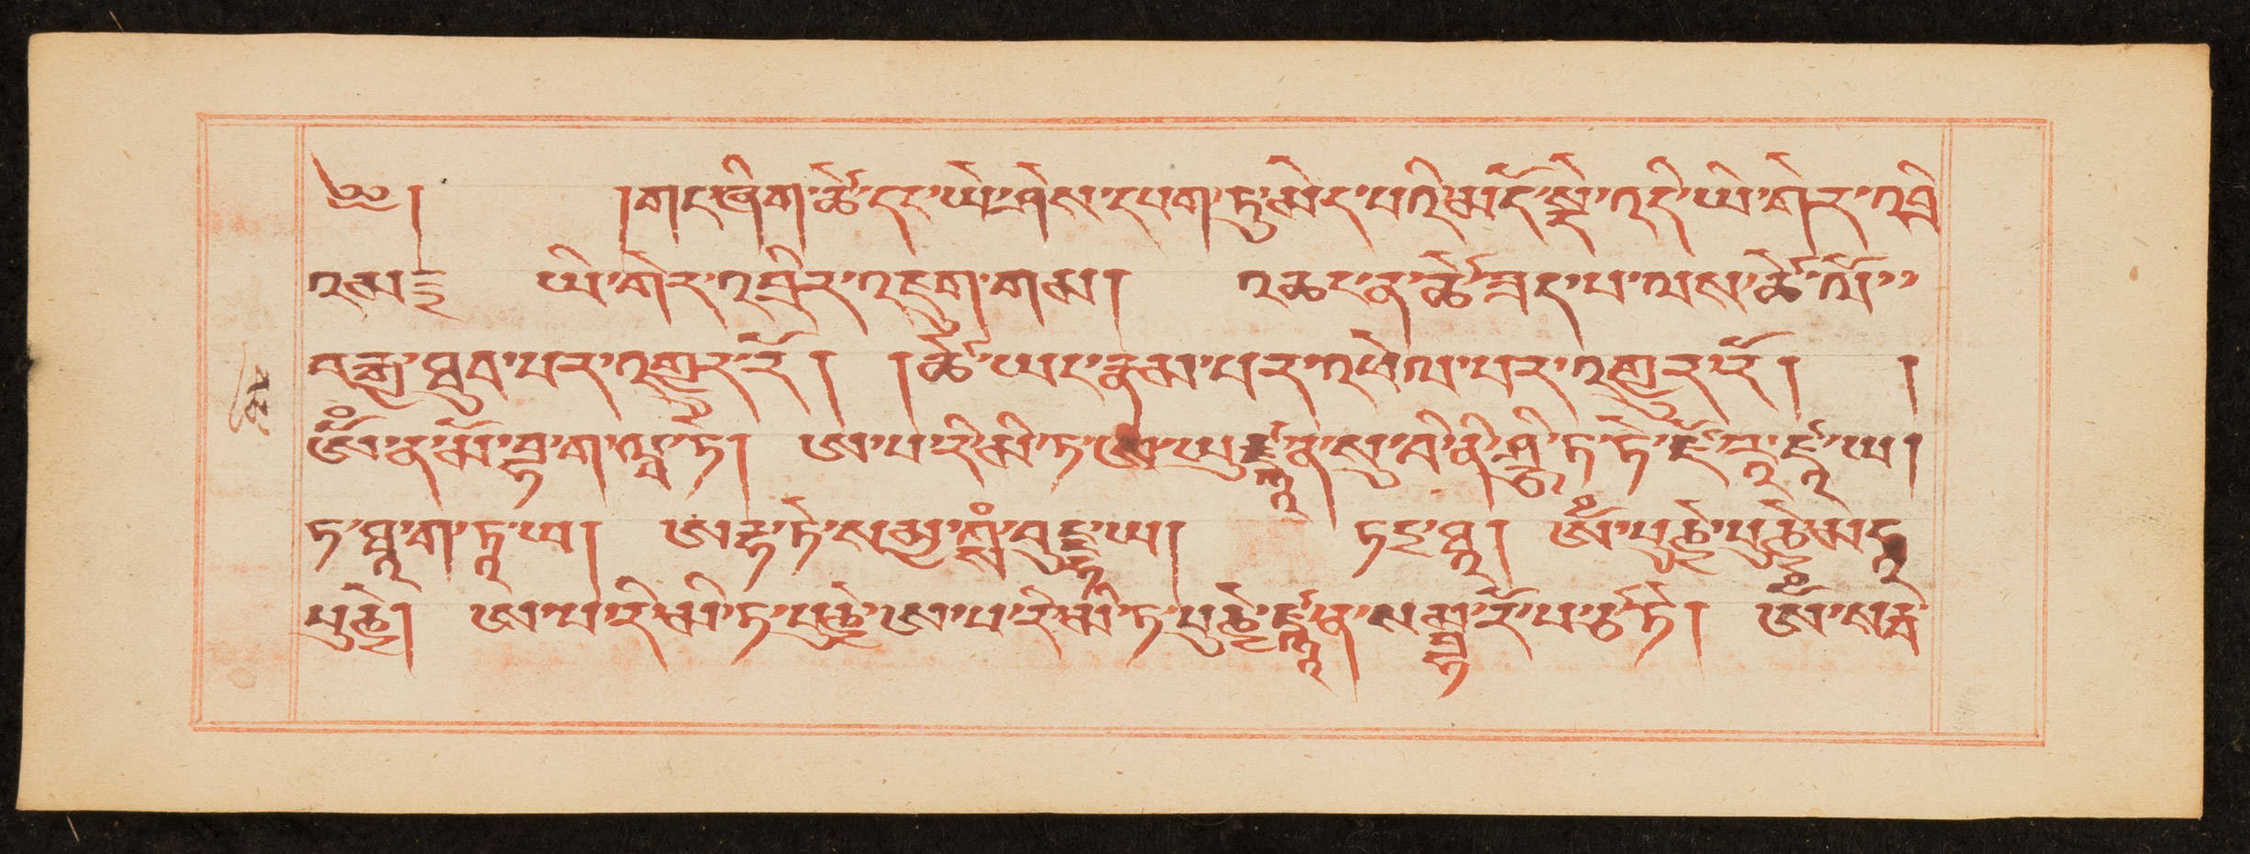 ༄༅། །གང་ཞིག་ཚེ་དང་ཡེ་ཤེས་དཔག་ཏུ་མེད་པའི་མདོ་སྡེ་འདི་ཡི་གེར་འབྲི
འམ༑ ཡི་གེར་འབྲིར་འཇུག་གམ། འཆང་ན་ཚེ་ཟད་པ་ལས་ཚེ་ལོ་
བརྒྱ་ཐུབ་པར་འགྱུར་རོ། །ཚེ་ཡང་རྣམ་པར་འཕེལ་བར་འགྱུར་རོ། །
ཨོཾ་ན་མོ་བྷ་ག་ཝ་ཏེ། ཨ་པ་རི་མི་ཏ་ཨ་ཡུརྫྙཱ་ན་སུ་བི་ནི་ཤྩི་ཏ་ཏེ་ཛོ་རཱ་ཛཱ་ཡ།
ཏ་ཐཱ་ག་ཏཱ་ཡ། ཨརྷ་ཏེ་སམྱ་ཀྶཾ་བུདྡྷཱ་ཡ། ཏདྱ་ཐཱ། ཨོཾ་པུཎྱེ་པུཎྱེ་མཧཱ
པུཎྱེ། ཨ་པ་རི་མི་ཏ་པུཎྱེ་ཨ་པ་རི་མི་ཏ་པུཎྱེ་ཛྙཱ་ན་སམྦྷ་རོ་པ་ཙི་ཏེ། ཨོཾ་སརྦ